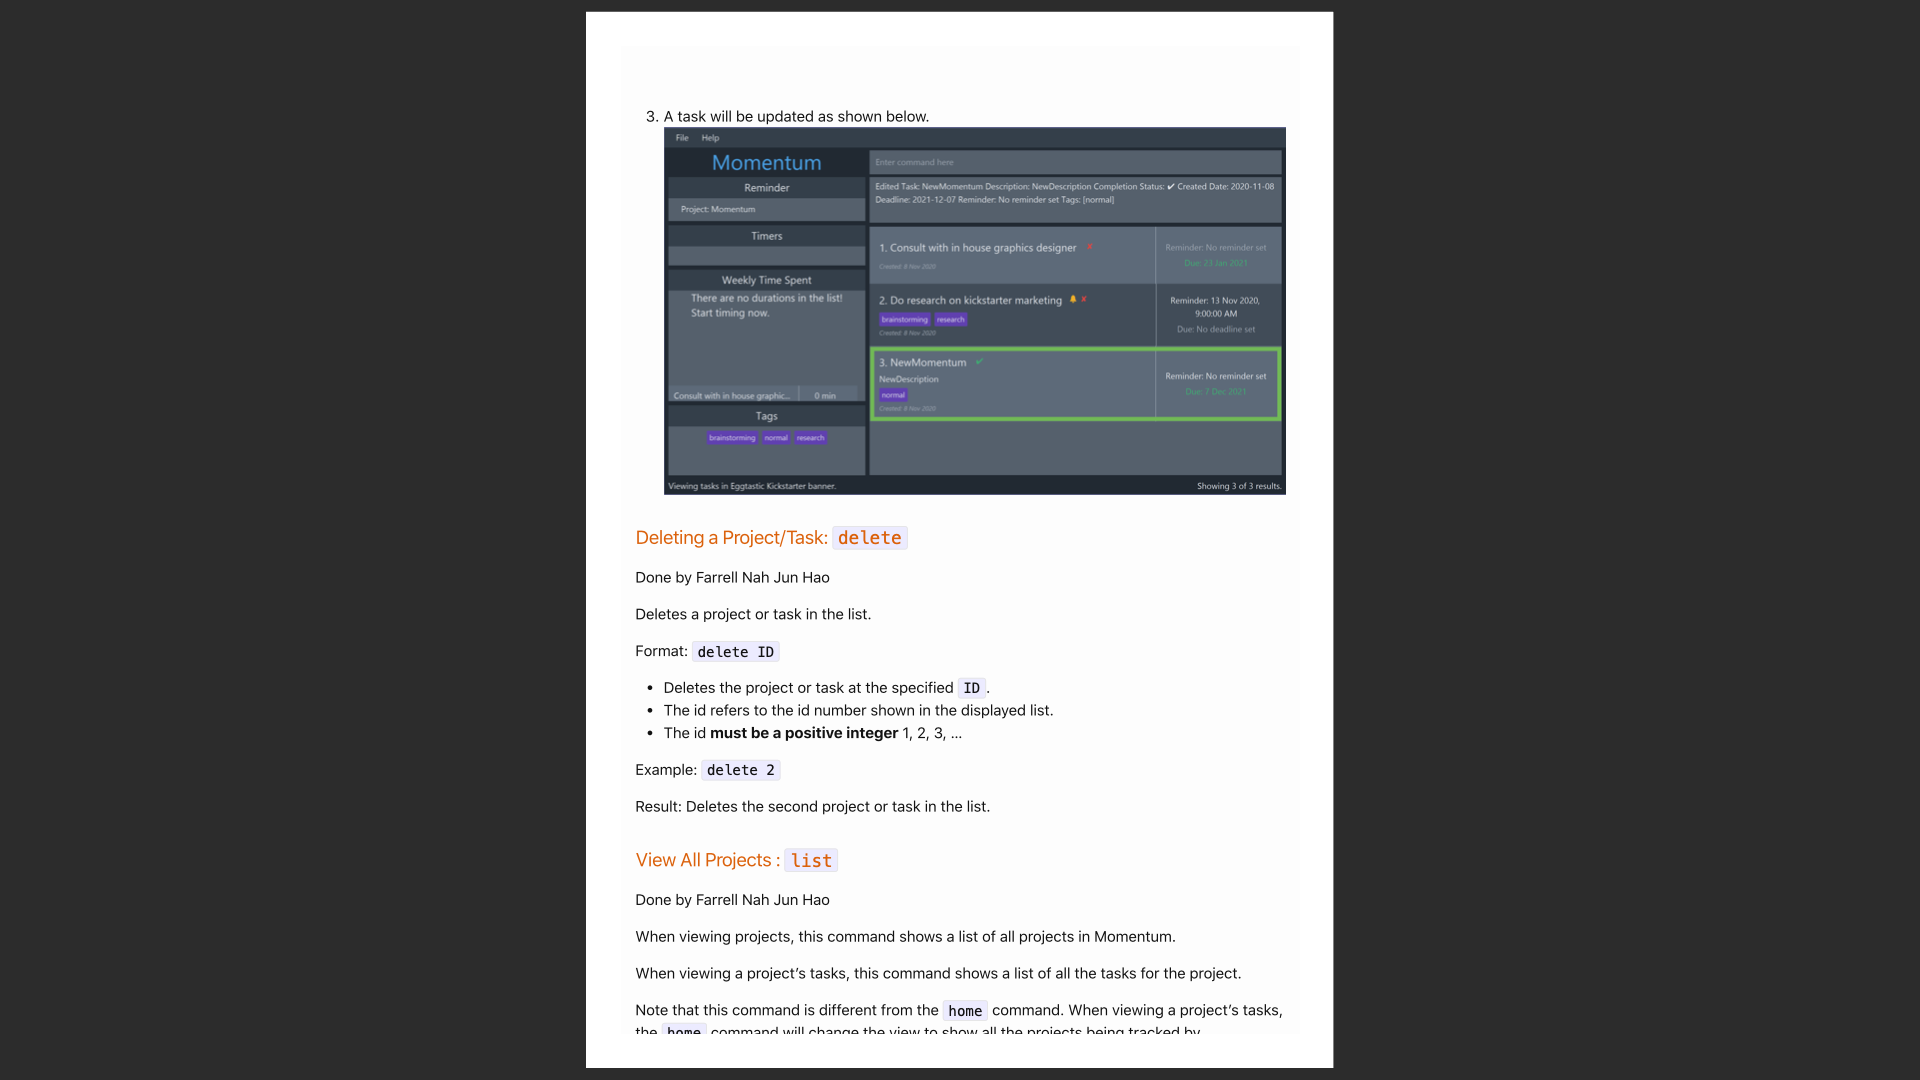 3. A task will be updated as shown below.
File Help
Momentum
Reminder
Project: Momentum
Timers
Weekly Time Spent
There are no durations in the list!
Start timing now.
Consult with in house graphic... 0 min
Tags
brainstorming normal research
Enter command here
Edited Task: NewMomentum Description: NewDescription Completion Status: ✔ Created Date: 2020-11-08
Deadline: 2021-12-07 Reminder: No reminder set Tags: [normal]
1. Consult with in house graphics designer ✘
Created: 8 Nov 2020
Reminder: No reminder set
Due: 23 Jan 2021
2. Do research on kickstarter marketing 🔔 ✘
brainstorming research
Created: 8 Nov 2020
Reminder: 13 Nov 2020,
9:00:00 AM
Due: No deadline set
3. NewMomentum ✔
NewDescription
normal
Created: 8 Nov 2020
Reminder: No reminder set
Due: 7 Dec 2021
Viewing tasks in Eggtastic Kickstarter banner.
Showing 3 of 3 results.
Deleting a Project/Task: delete
Done by Farrell Nah Jun Hao
Deletes a project or task in the list.
Format: delete ID
• Deletes the project or task at the specified ID .
• The id refers to the id number shown in the displayed list.
• The id must be a positive integer 1, 2, 3, …
Example: delete 2
Result: Deletes the second project or task in the list.
View All Projects : list
Done by Farrell Nah Jun Hao
When viewing projects, this command shows a list of all projects in Momentum.
When viewing a project’s tasks, this command shows a list of all the tasks for the project.
Note that this command is different from the home command. When viewing a project’s tasks,
the home command will change the view to show all the projects being tracked by